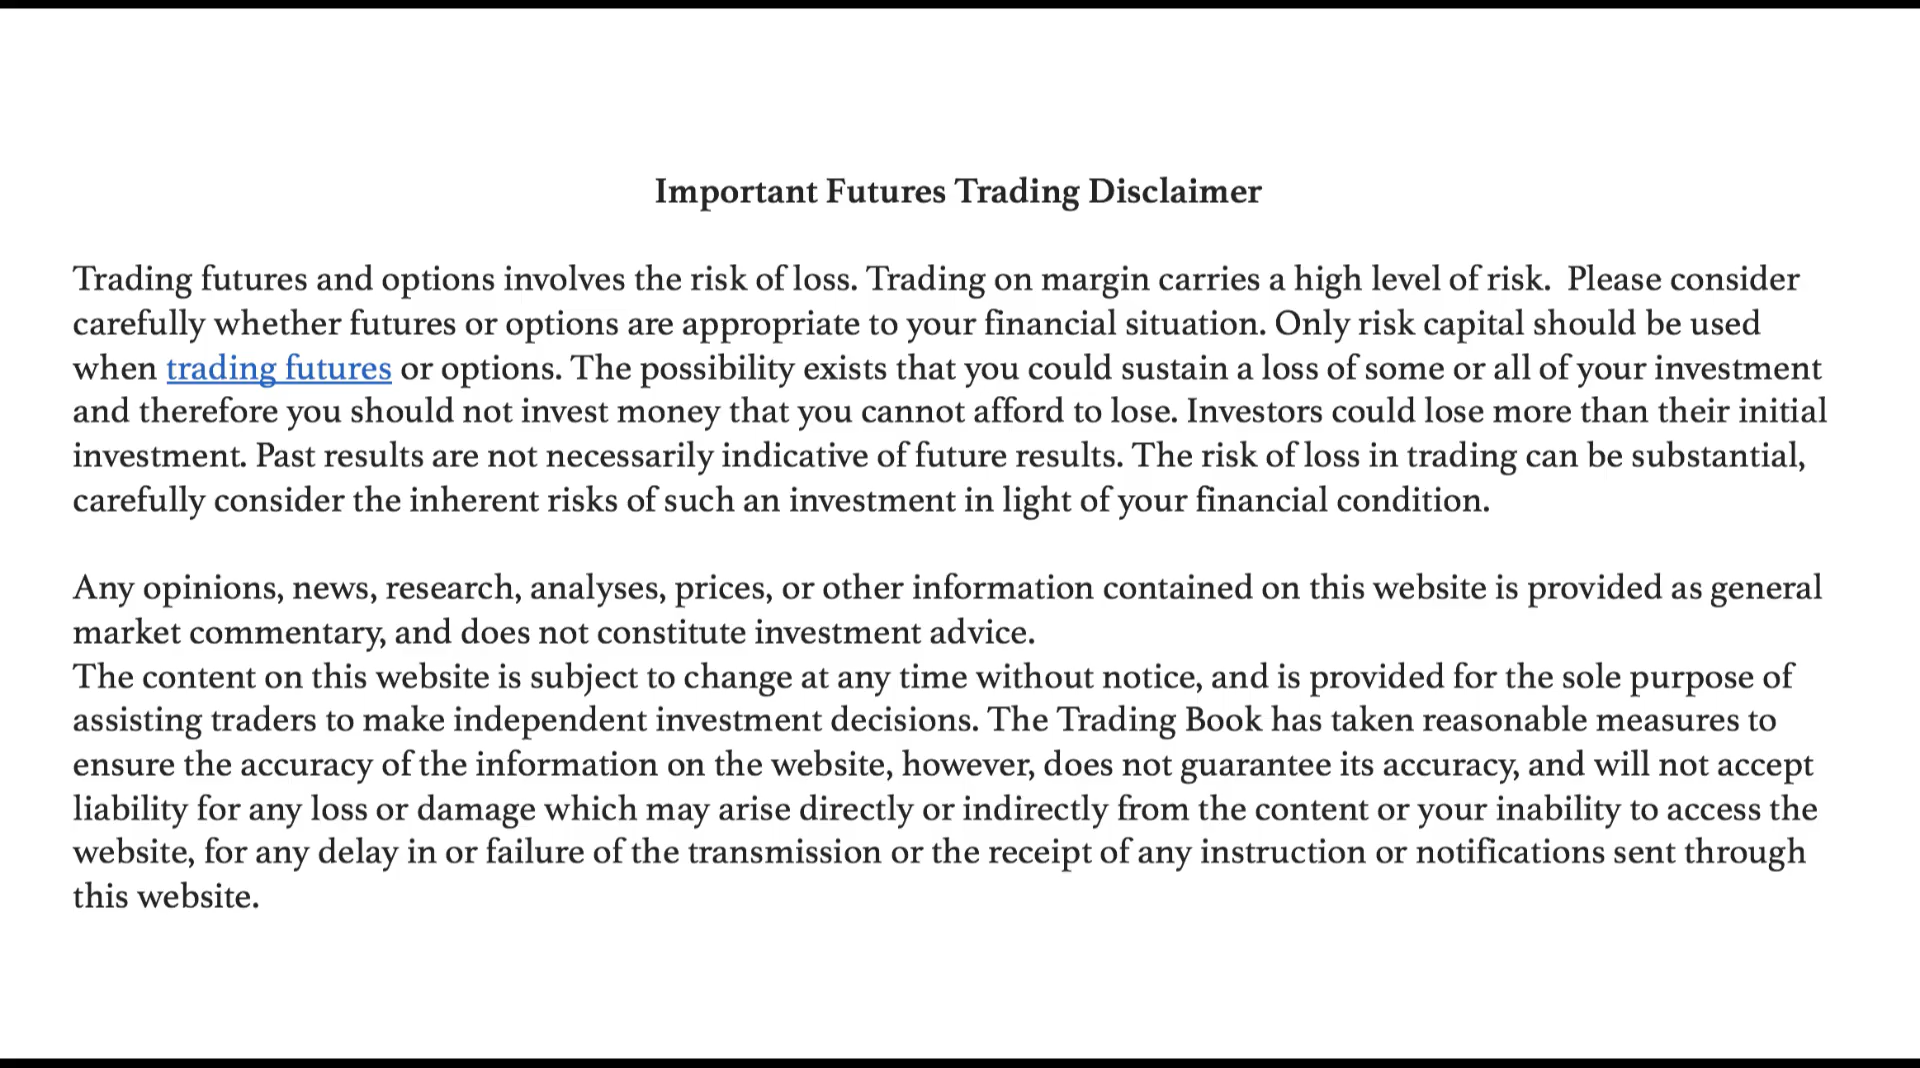 Important Futures Trading Disclaimer
Trading futures and options involves the risk of loss. Trading on margin carries a high level of risk.  Please consider
carefully whether futures or options are appropriate to your financial situation. Only risk capital should be used
when trading futures or options. The possibility exists that you could sustain a loss of some or all of your investment
and therefore you should not invest money that you cannot afford to lose. Investors could lose more than their initial
investment. Past results are not necessarily indicative of future results. The risk of loss in trading can be substantial,
carefully consider the inherent risks of such an investment in light of your financial condition.
Any opinions, news, research, analyses, prices, or other information contained on this website is provided as general
market commentary, and does not constitute investment advice.
The content on this website is subject to change at any time without notice, and is provided for the sole purpose of
assisting traders to make independent investment decisions. The Trading Book has taken reasonable measures to
ensure the accuracy of the information on the website, however, does not guarantee its accuracy, and will not accept
liability for any loss or damage which may arise directly or indirectly from the content or your inability to access the
website, for any delay in or failure of the transmission or the receipt of any instruction or notifications sent through
this website.